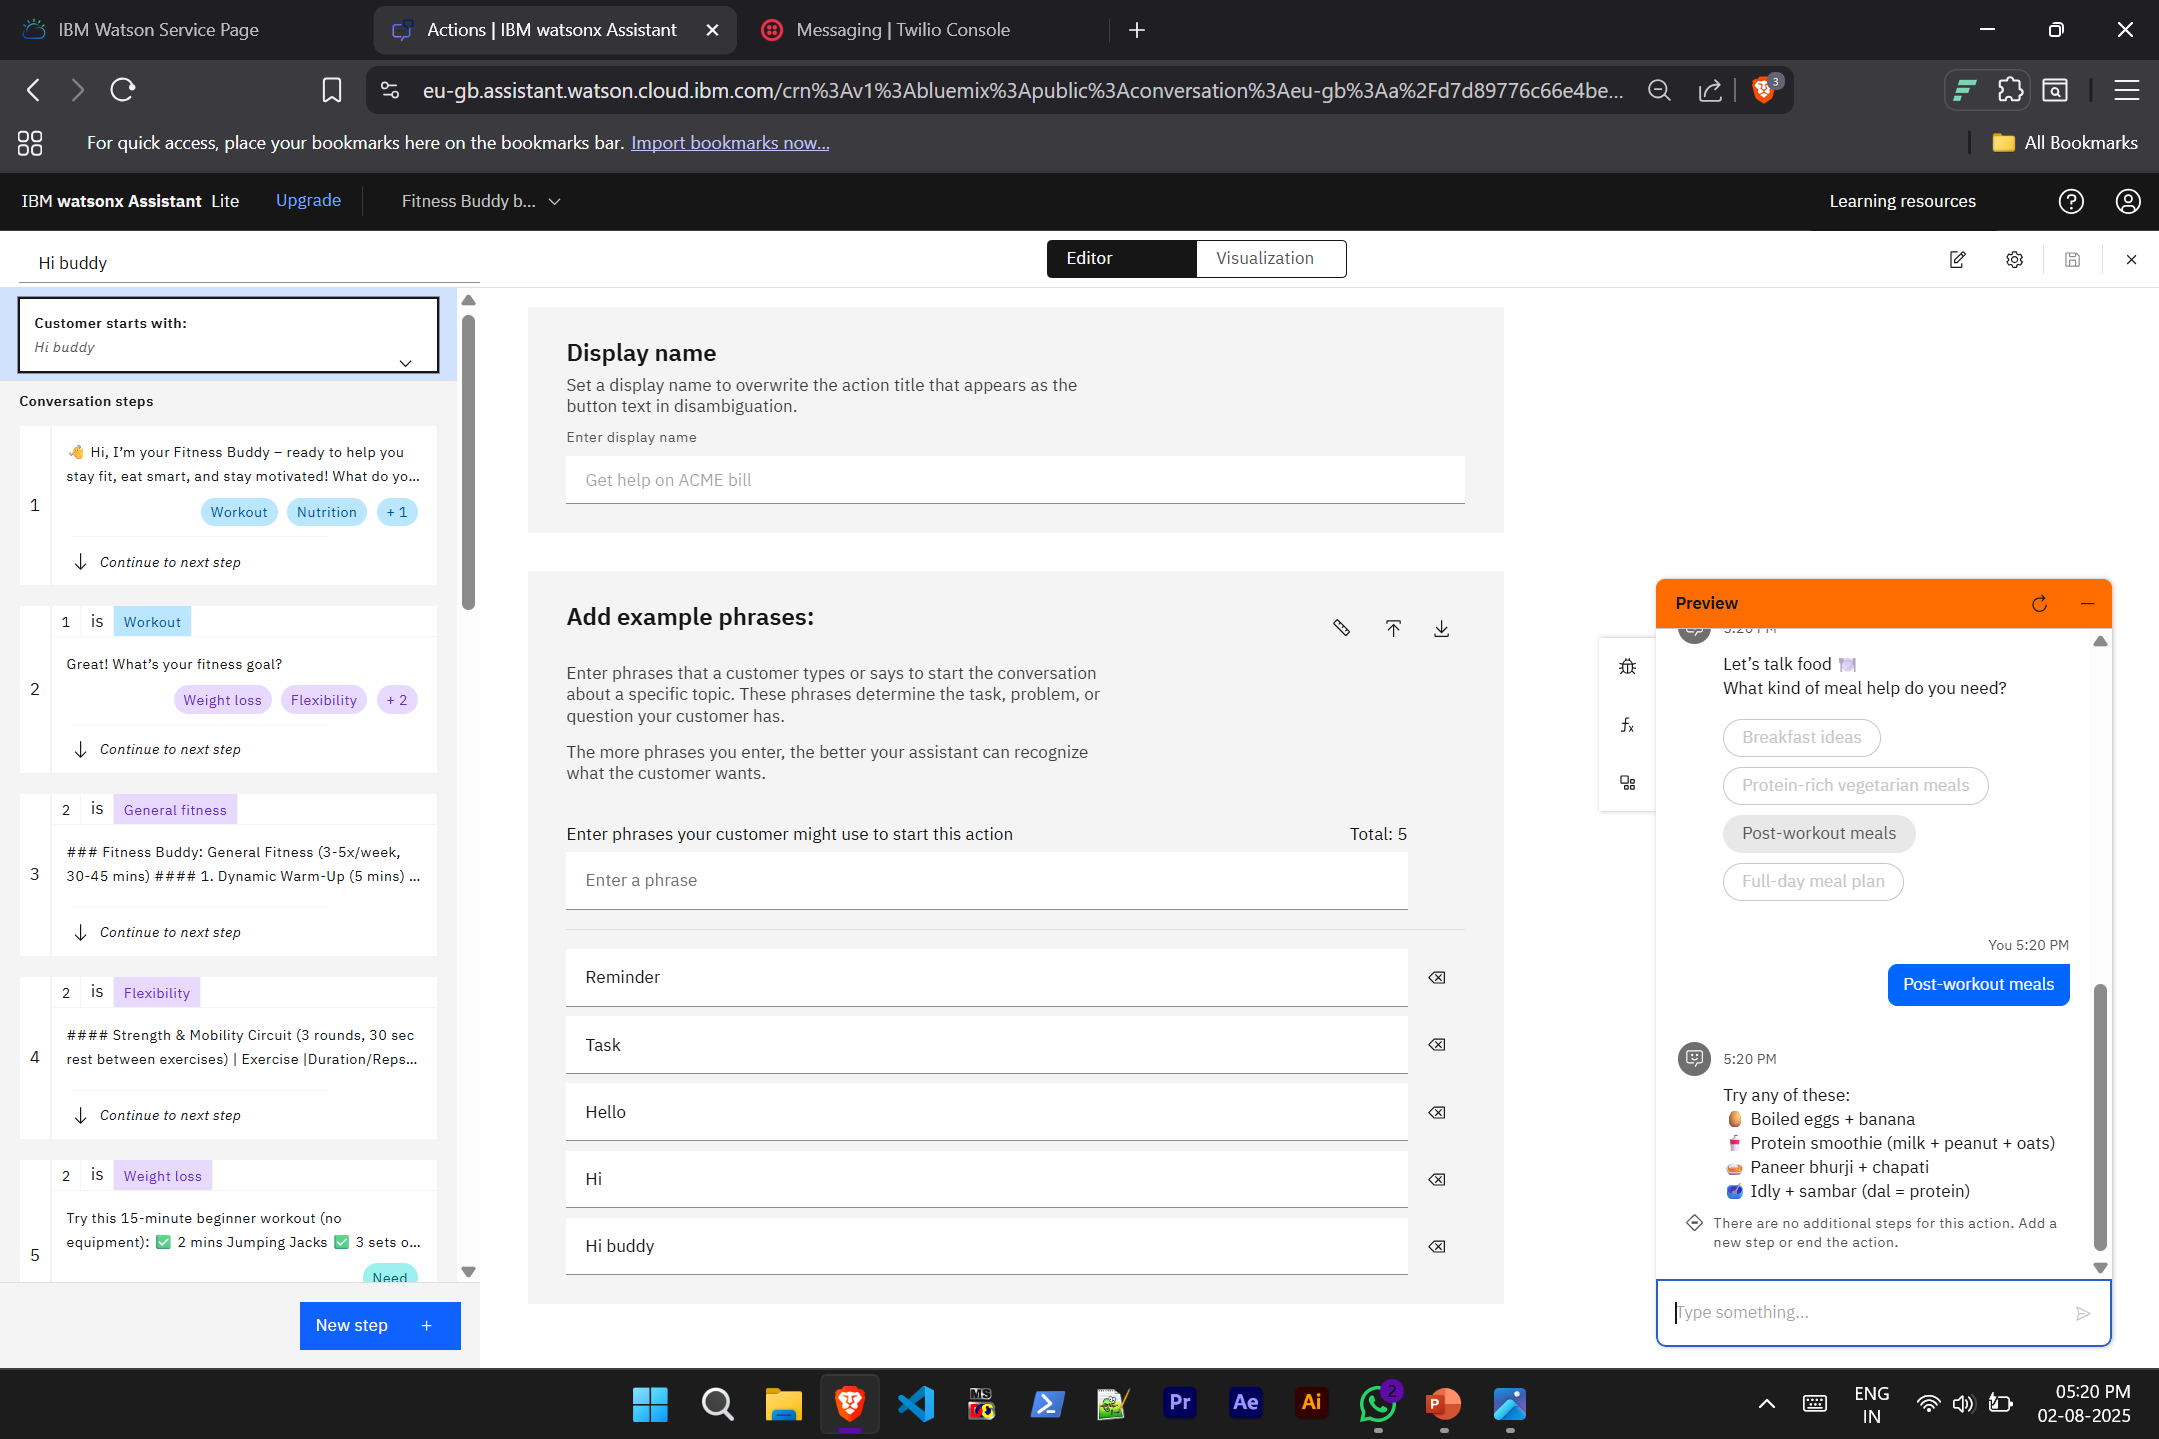 IBM Watson Service Page
Actions | IBM watsonx Assistant
Messaging | Twilio Console
eu-gb.assistant.watson.cloud.ibm.com/crn%3Av1%3Abluemix%3Apublic%3Aconversation%3Aeu-gb%3Aa%2Fd7d89776c66e4be...
3
For quick access, place your bookmarks here on the bookmarks bar. Import bookmarks now...
All Bookmarks
IBM watsonx Assistant Lite
Upgrade
Fitness Buddy b...
Learning resources
Hi buddy
Editor
Visualization
Customer starts with:
Hi buddy
Conversation steps
1
👋 Hi, I’m your Fitness Buddy – ready to help you
stay fit, eat smart, and stay motivated! What do yo...
Workout
Nutrition
+ 1
Continue to next step
2
1 is Workout
Great! What’s your fitness goal?
Weight loss
Flexibility
+ 2
Continue to next step
3
2 is General fitness
### Fitness Buddy: General Fitness (3-5x/week,
30-45 mins) #### 1. Dynamic Warm-Up (5 mins) ...
Continue to next step
4
2 is Flexibility
#### Strength & Mobility Circuit (3 rounds, 30 sec
rest between exercises) | Exercise |Duration/Reps...
Continue to next step
5
2 is Weight loss
Try this 15-minute beginner workout (no
equipment): ✅ 2 mins Jumping Jacks ✅ 3 sets o...
Need
New step +
Display name
Set a display name to overwrite the action title that appears as the
button text in disambiguation.
Enter display name
Get help on ACME bill
Add example phrases:
Enter phrases that a customer types or says to start the conversation
about a specific topic. These phrases determine the task, problem, or
question your customer has.
The more phrases you enter, the better your assistant can recognize
what the customer wants.
Enter phrases your customer might use to start this action
Total: 5
Enter a phrase
Reminder
Task
Hello
Hi
Hi buddy
Preview
Let’s talk food 🍽️
What kind of meal help do you need?
Breakfast ideas
Protein-rich vegetarian meals
Post-workout meals
Full-day meal plan
You 5:20 PM
Post-workout meals
5:20 PM
Try any of these:
🥚 Boiled eggs + banana
🥤 Protein smoothie (milk + peanut + oats)
🍛 Paneer bhurji + chapati
Idly + sambar (dal = protein)
There are no additional steps for this action. Add a
new step or end the action.
Type something...
MS
Pr
Ae
Ai
2
P
ENG
IN
05:20 PM
02-08-2025